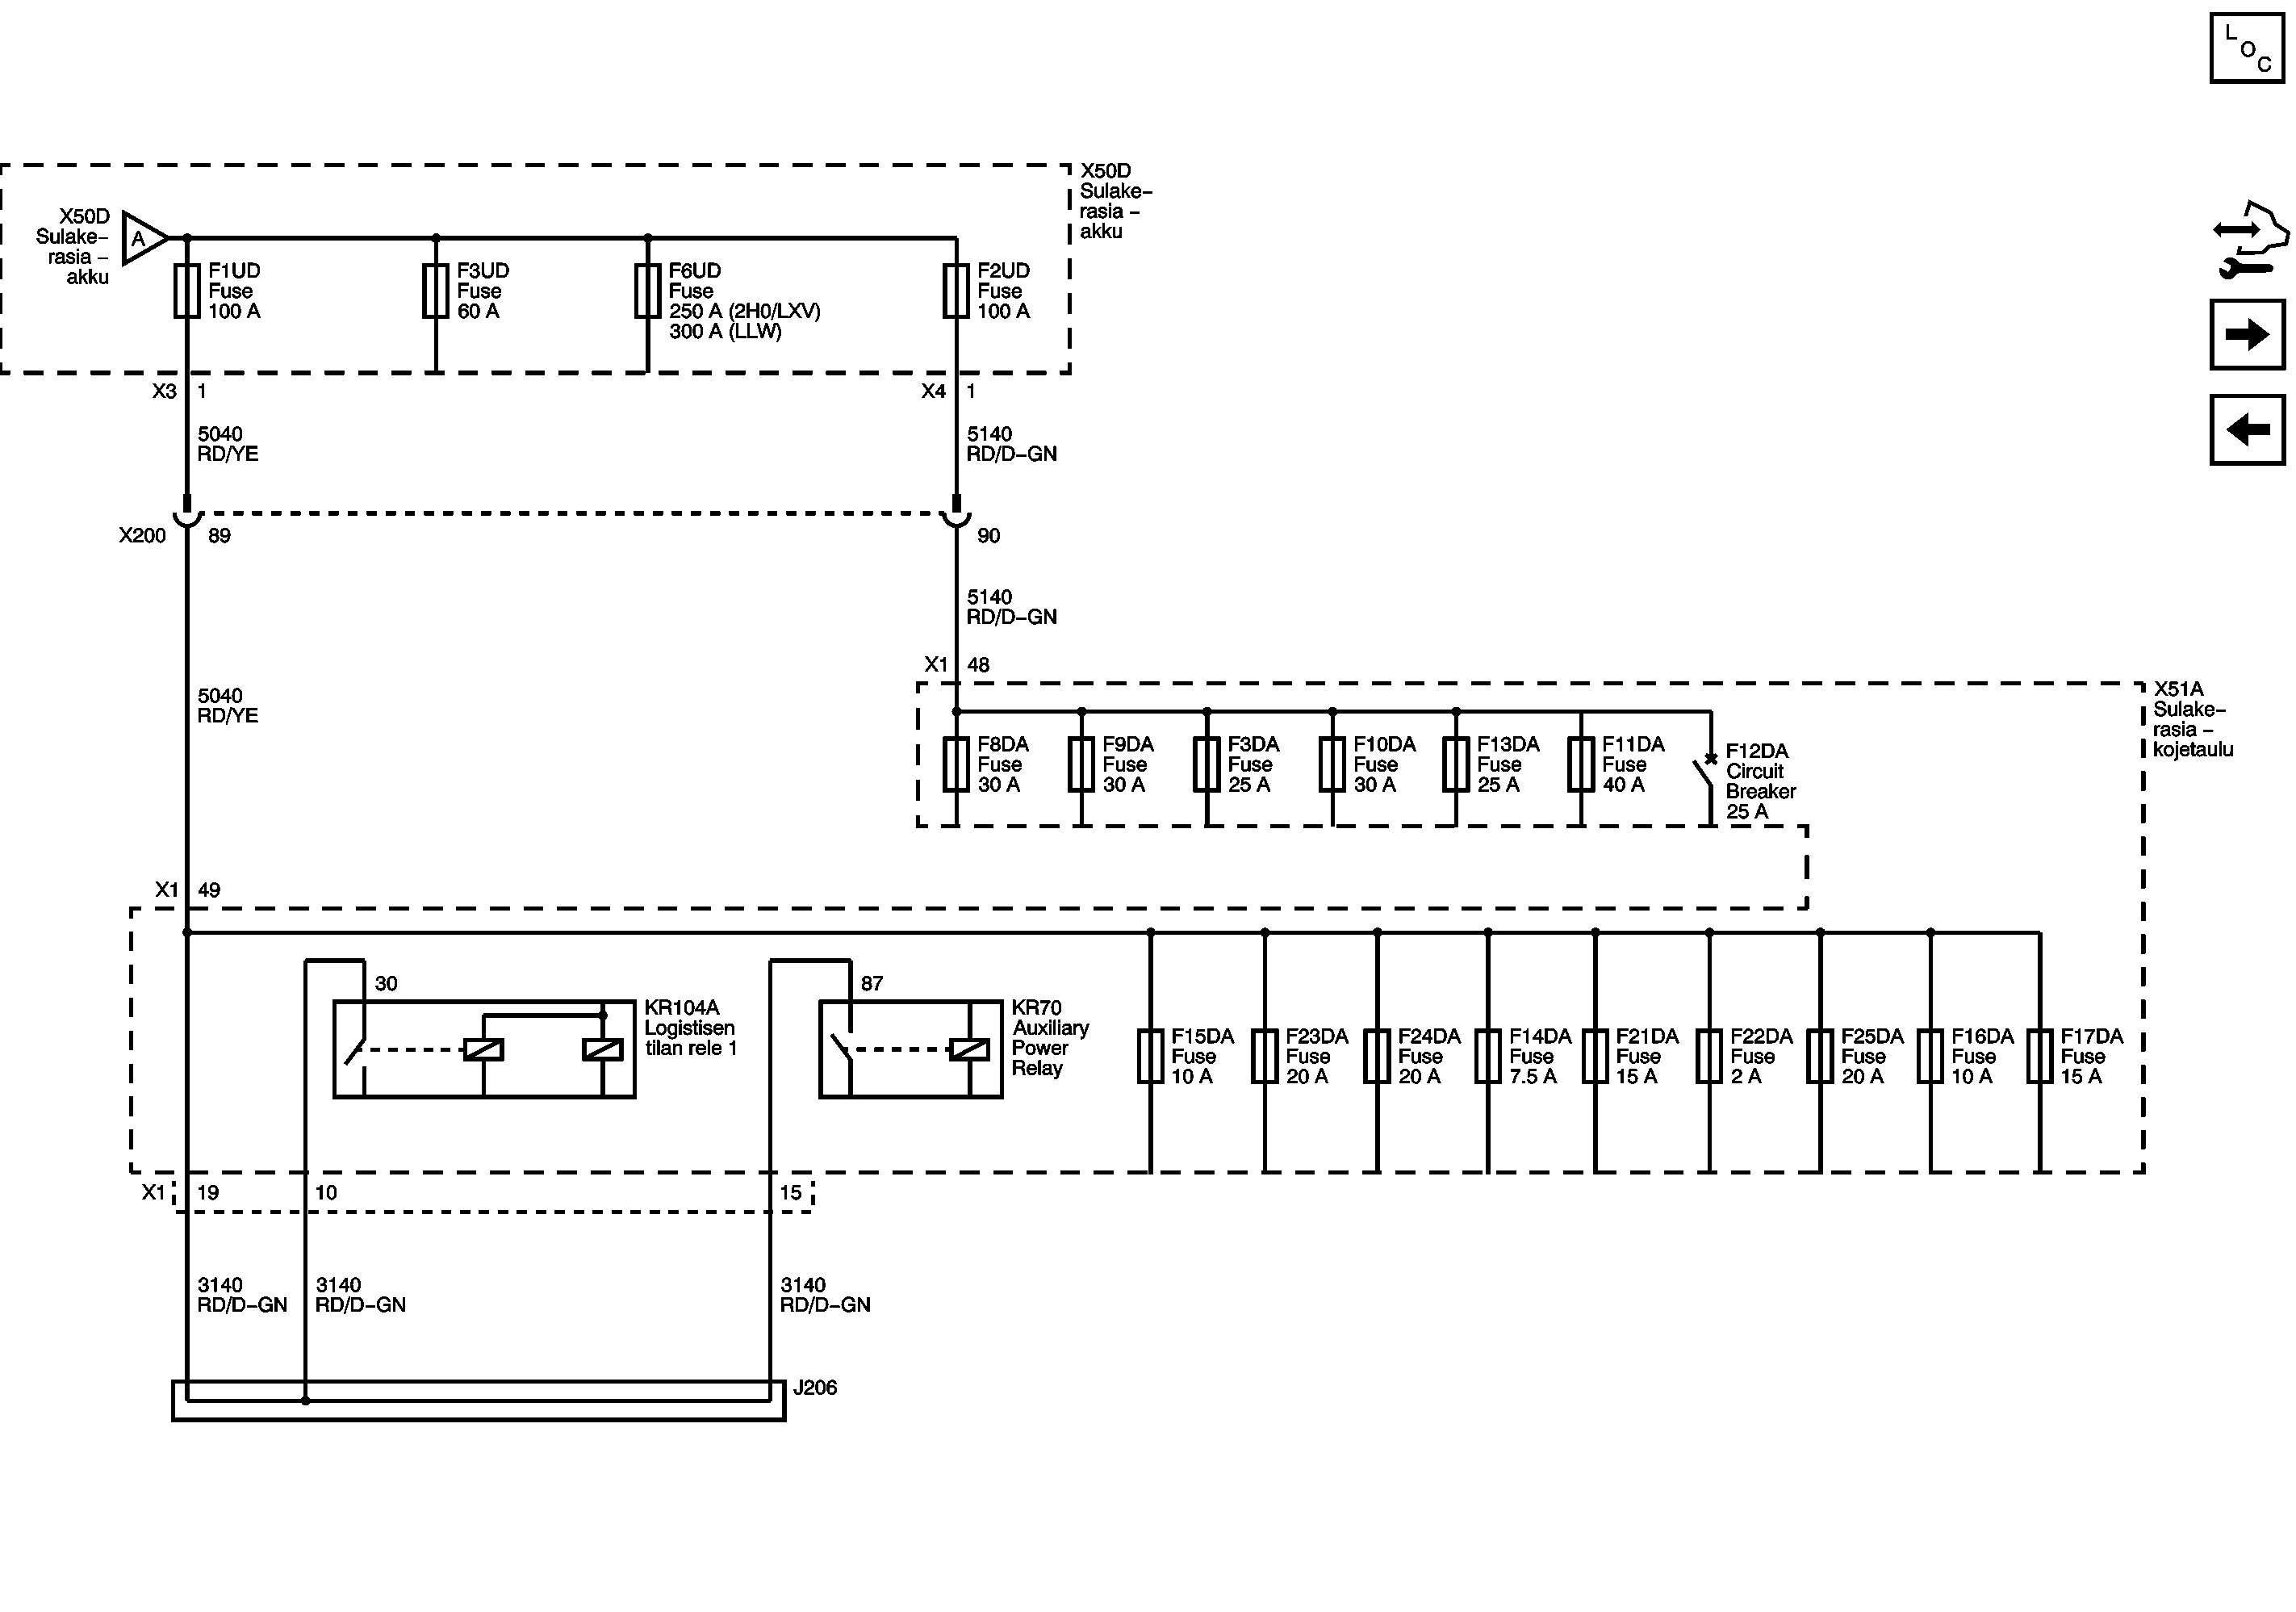 L
O
C
X50D
Sulake–
rasia –
akku
X50D
Sulake–
rasia –
akku
A
F1UD
Fuse
100 A
F3UD
Fuse
60 A
F6UD
Fuse
250 A (2H0/LXV)
300 A (LLW)
F2UD
Fuse
100 A
X3
1
X4
1
5040
RD/YE
5140
RD/D–GN
X200
89
90
5140
RD/D–GN
X1
48
5040
RD/YE
X51A
Sulake–
rasia –
kojetaulu
F8DA
Fuse
30 A
F9DA
Fuse
30 A
F3DA
Fuse
25 A
F10DA
Fuse
30 A
F13DA
Fuse
25 A
F11DA
Fuse
40 A
F12DA
Circuit
Breaker
25 A
X1
49
30
KR104A
Logistisen
tilan rele 1
87
KR70
Auxiliary
Power
Relay
F15DA
Fuse
10 A
F23DA
Fuse
20 A
F24DA
Fuse
20 A
F14DA
Fuse
7.5 A
F21DA
Fuse
15 A
F22DA
Fuse
2 A
F25DA
Fuse
20 A
F16DA
Fuse
10 A
F17DA
Fuse
15 A
X1
19
10
15
3140
RD/D–GN
3140
RD/D–GN
3140
RD/D–GN
J206